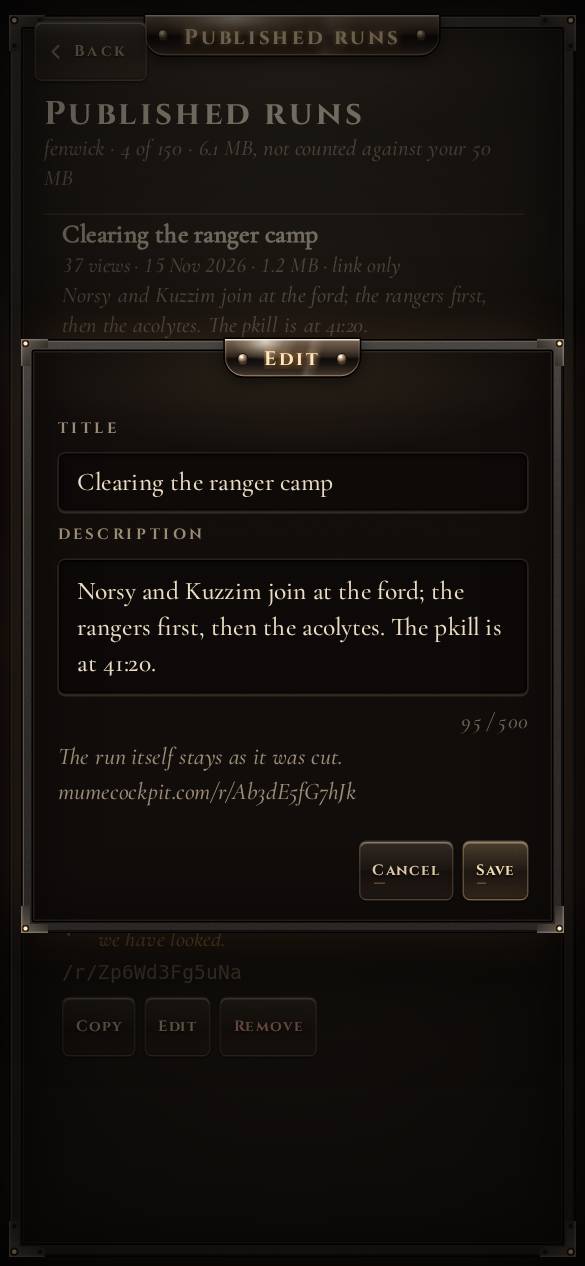 Published runs
Back
Published runs
fenwick · 4 of 150 · 6.1 MB, not counted against your 50
MB
Clearing the ranger camp
37 views · 15 Nov 2026 · 1.2 MB · link only
Norsy and Kuzzim join at the ford; the rangers first,
then the acolytes. The pkill is at 41:20.
Edit
TITLE
Clearing the ranger camp
DESCRIPTION
Norsy and Kuzzim join at the ford; the
rangers first, then the acolytes. The pkill is
at 41:20.
95 / 500
The run itself stays as it was cut.
mumecockpit.com/r/Ab3dE5fG7hJk
Cancel Save
we have looked.
/r/Zp6Wd3Fg5uNa
Copy Edit Remove